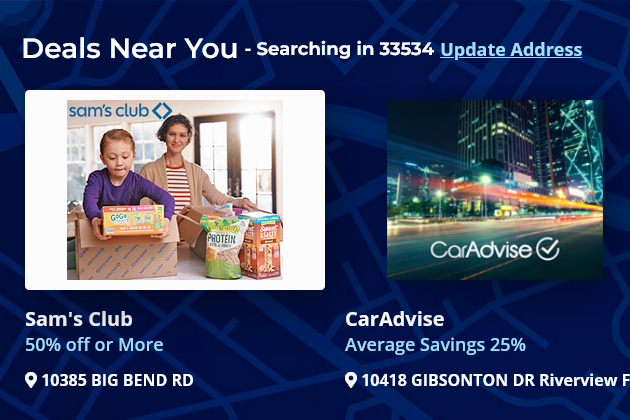 Deals Near You - Searching in 33534 Update Address
sam's club
GoGo
PROTEIN
Sweet & Salty
CarAdvise
Sam's Club
50% off or More
10385 BIG BEND RD
CarAdvise
Average Savings 25%
10418 GIBSONTON DR Riverview F